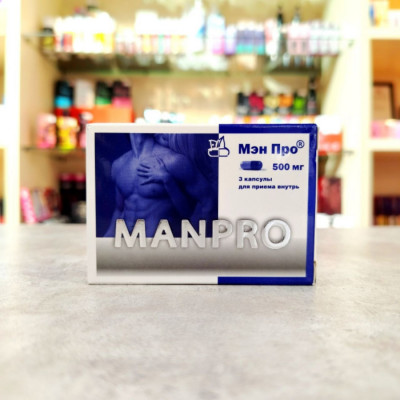 Мэн Про®
500 мг
3 капсулы
для приема внутрь
MANPRO